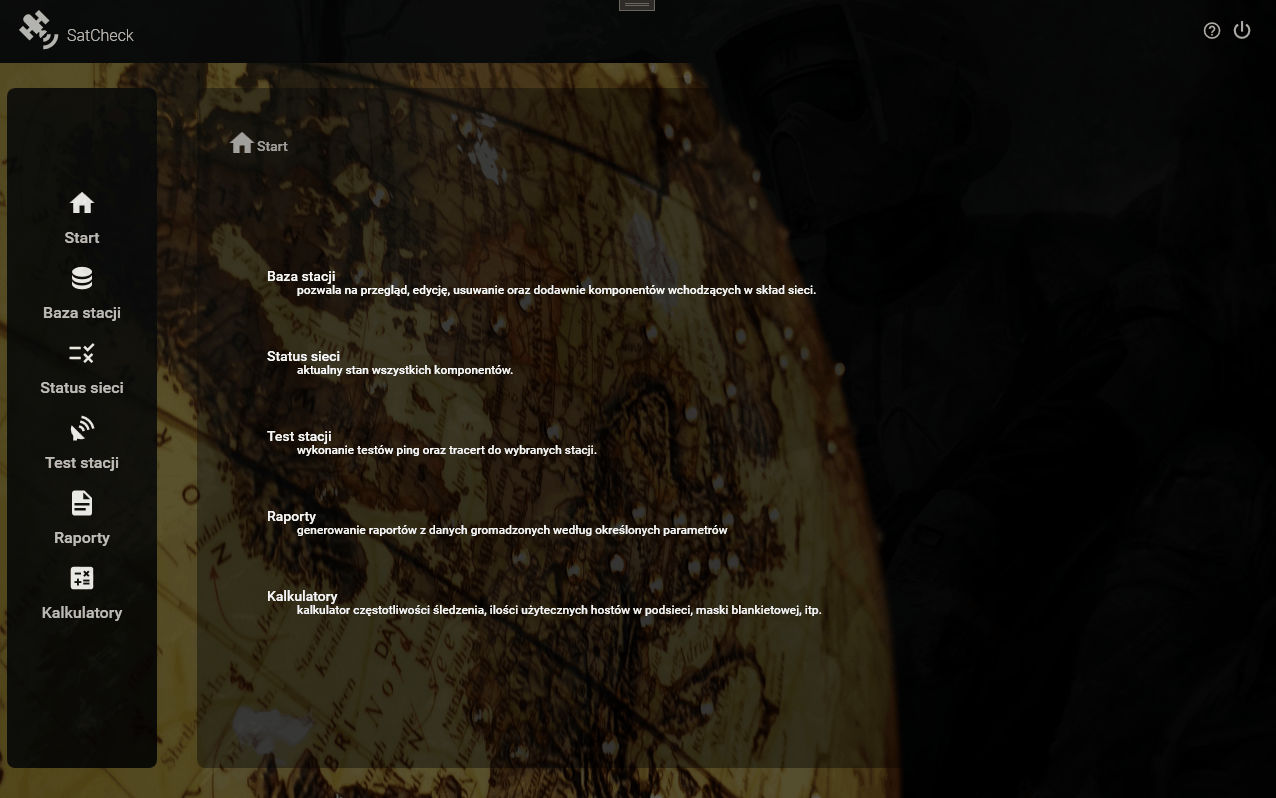 SatCheck
Start
Start
Baza stacji
Status sieci
Test stacji
Raporty
Kalkulatory
Baza stacji
pozwala na przegląd, edycję, usuwanie oraz dodawnie komponentów wchodzących w skład sieci.
Status sieci
aktualny stan wszystkich komponentów.
Test stacji
wykonanie testów ping oraz tracert do wybranych stacji.
Raporty
generowanie raportów z danych gromadzonych według określonych parametrów
Kalkulatory
kalkulator częstotliwości śledzenia, ilości użytecznych hostów w podsieci, maski blankietowej, itp.